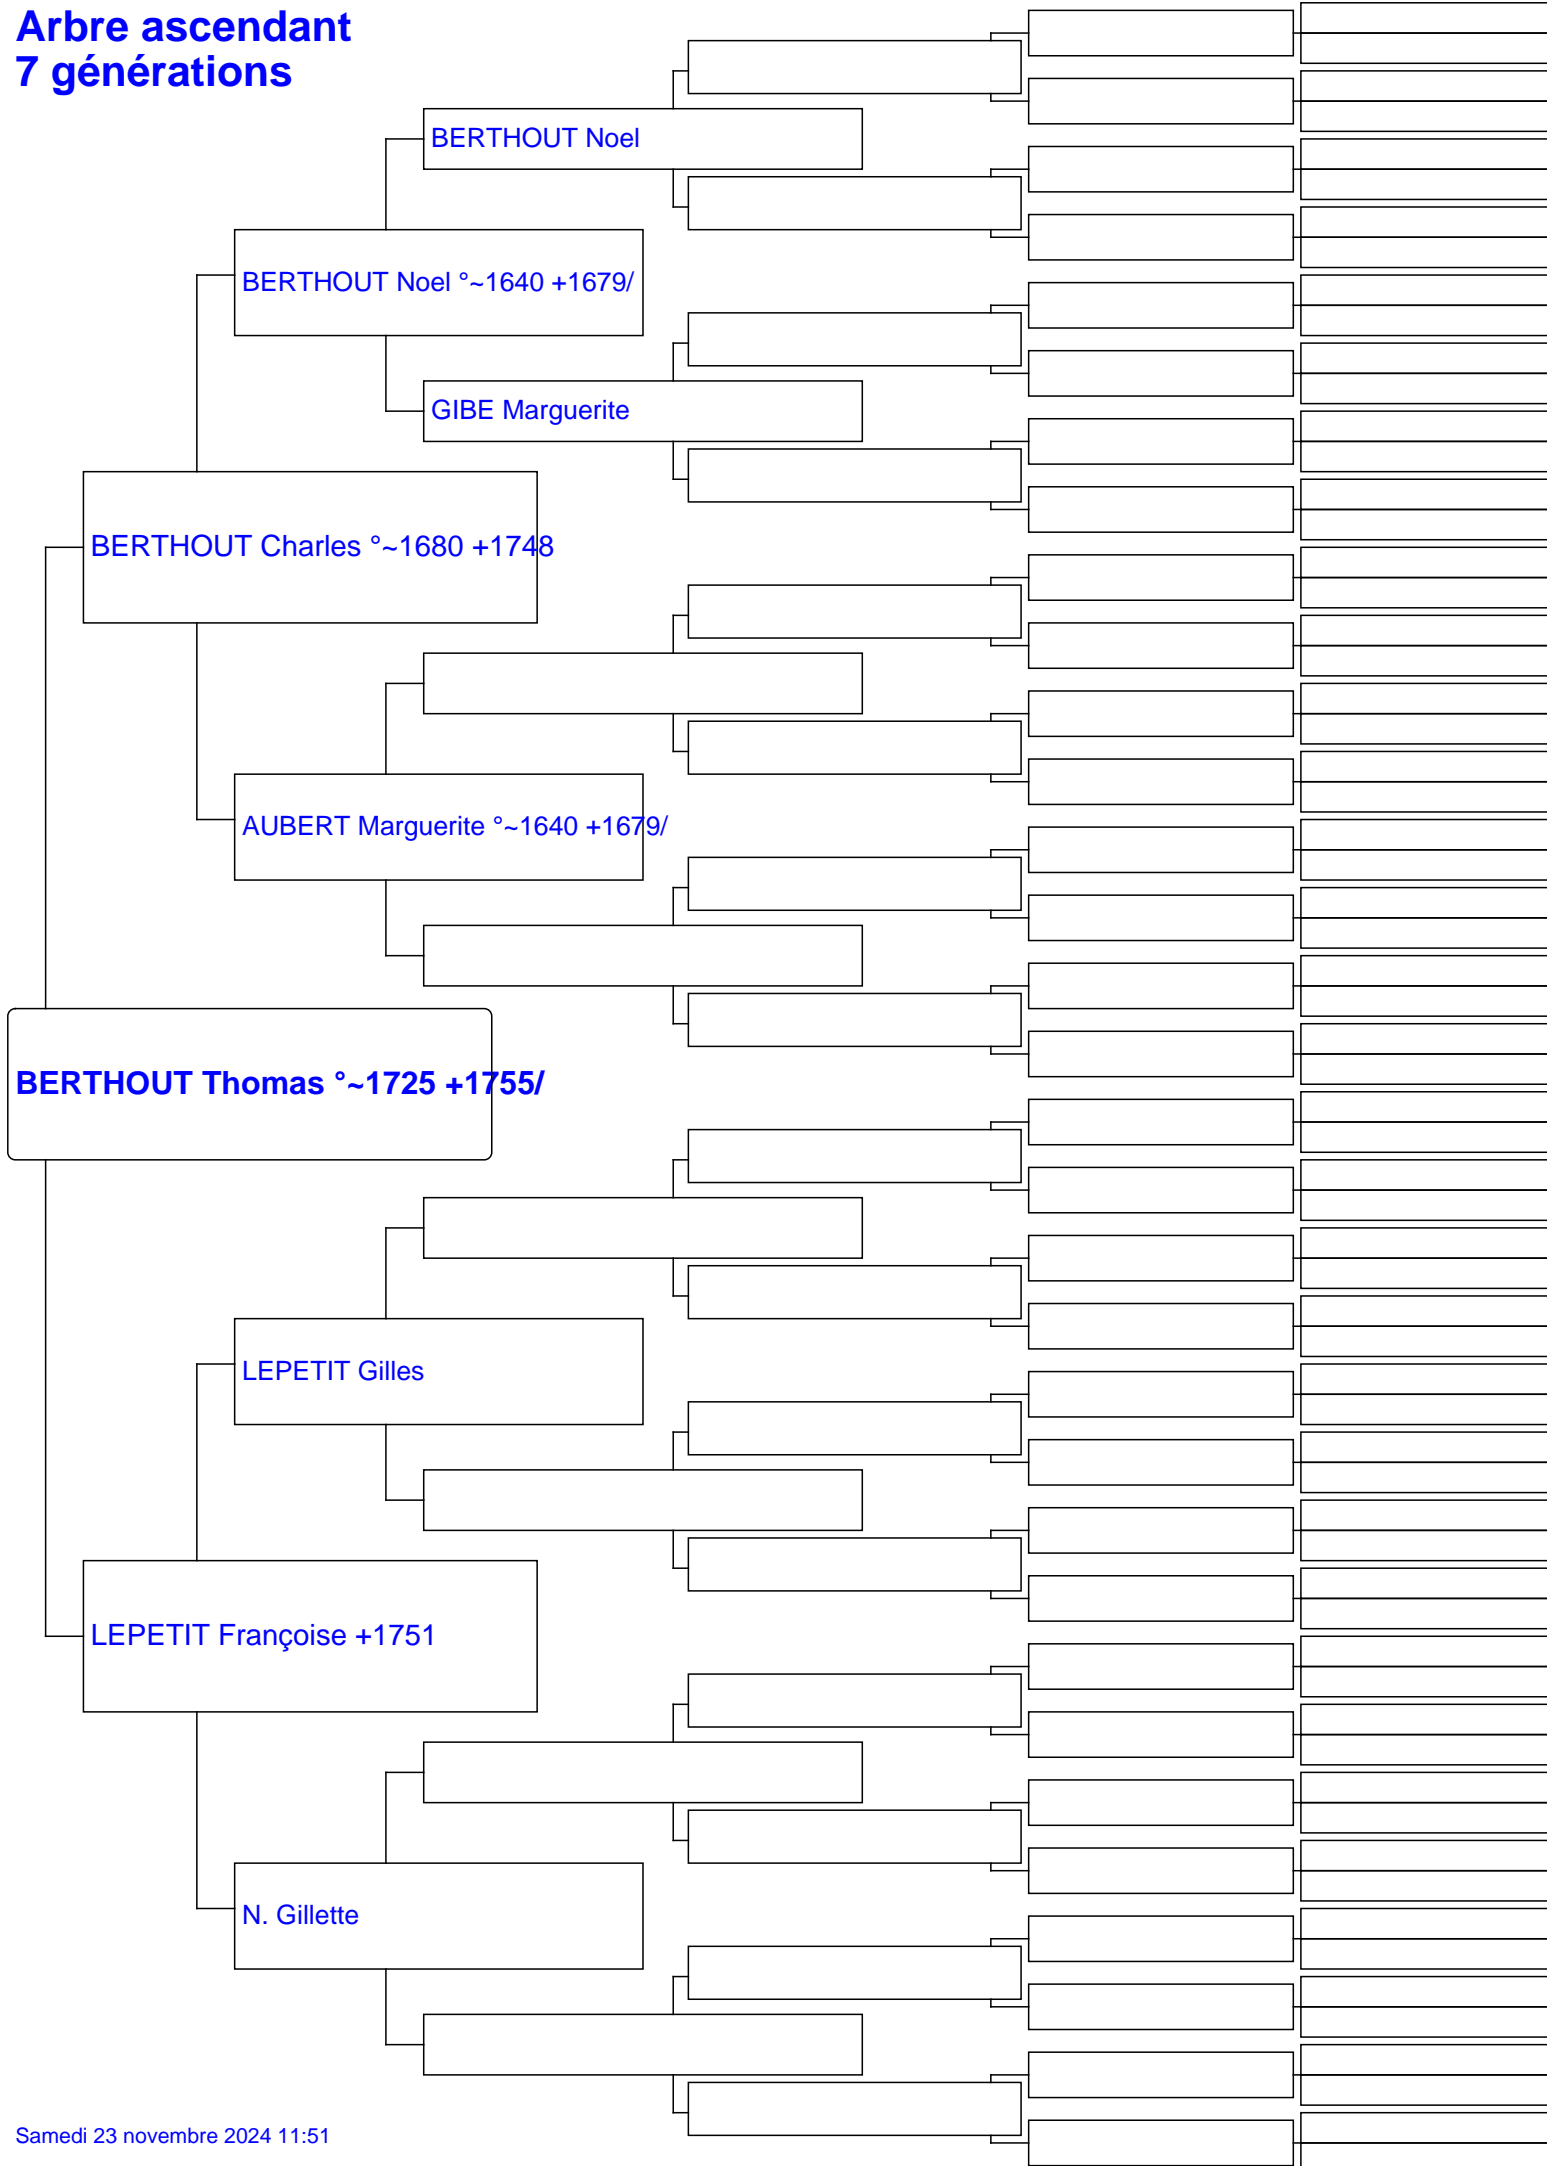 Arbre ascendant
7 générations
BERTHOUT Noel
BERTHOUT Noel °~1640 +1679/
GIBE Marguerite
BERTHOUT Charles °~1680 +1748
AUBERT Marguerite °~1640 +1679/
BERTHOUT Thomas °~1725 +1755/
LEPETIT Gilles
LEPETIT Françoise +1751
N. Gillette
Samedi 23 novembre 2024 11:51